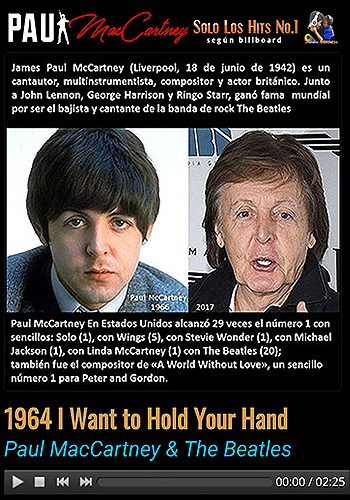 PAUL MacCartney Solo Los Hits No.1
según billboard
James Paul McCartney (Liverpool, 18 de junio de 1942) es un
cantautor, multinstrumentista, compositor y actor británico. Junto
a John Lennon, George Harrison y Ringo Starr, ganó fama mundial
por ser el bajista y cantante de la banda de rock The Beatles
Paul McCartney
1966
2017
Paul McCartney En Estados Unidos alcanzó 29 veces el número 1 con
sencillos: Solo (1), con Wings (5), con Stevie Wonder (1), con Michael
Jackson (1), con Linda McCartney (1) con The Beatles (20);
también fue el compositor de «A World Without Love», un sencillo
número 1 para Peter and Gordon.
1964 I Want to Hold Your Hand
Paul MacCartney & The Beatles
00:00 / 02:25